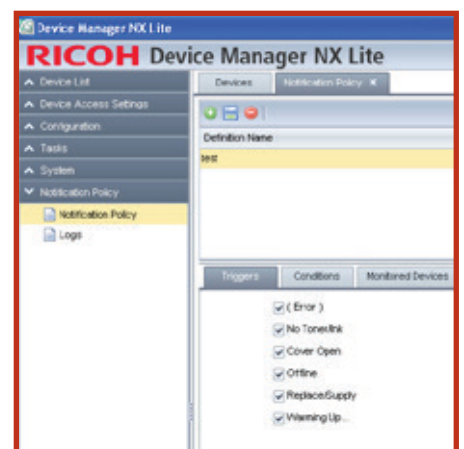 Device Manager NX Lite
RICOH Device Manager NX Lite
Device List
Device Access Settings
Configuration
Tasks
System
Notification Policy
Notification Policy
Logs
Devices
Notification Policy
Definition Name
test
Triggers
Conditions
Monitored Devices
( Error )
No Toner/Ink
Cover Open
Offline
Replace/Supply
Warming Up...